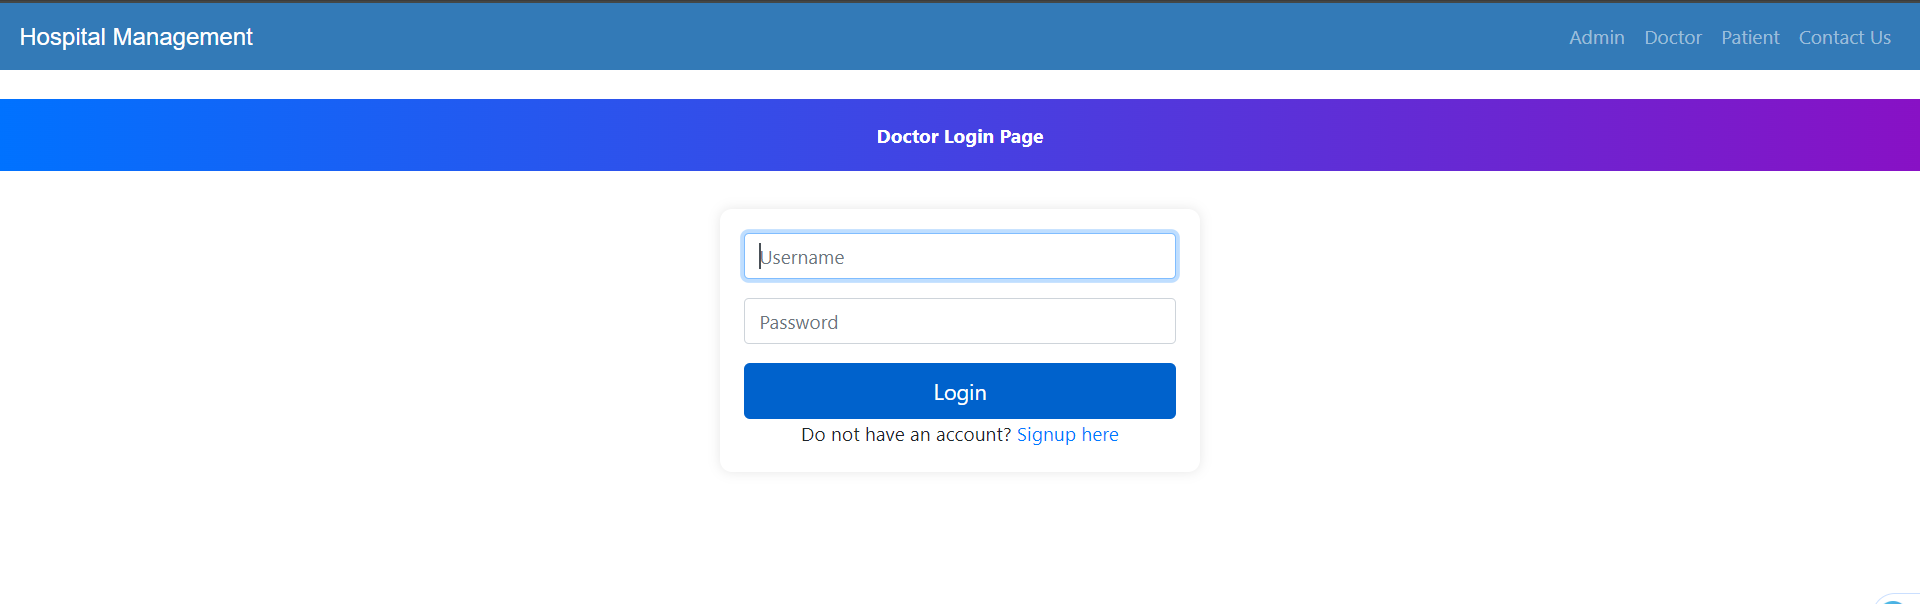 Hospital Management
Admin Doctor Patient Contact Us
Doctor Login Page
Username
Password
Login
Do not have an account? Signup here